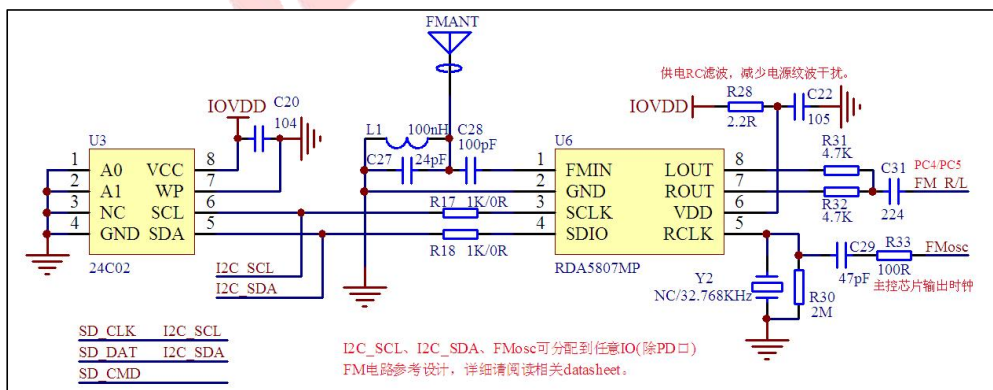 FMANT
供电RC滤波，减少电源纹波干扰。
IOVDD
C20
104
U3
1 A0 VCC 8
2 A1 WP 7
3 NC SCL 6
4 GND SDA 5
24C02
L1 100nH
C27 24pF
C28
100pF
R17 1K/0R
R18 1K/0R
I2C_SCL
I2C_SDA
U6
1 FMIN LOUT 8
2 GND ROUT 7
3 SCLK VDD 6
4 SDIO RCLK 5
RDA5807MP
IOVDD
R28
2.2R
C22
105
R31
4.7K
R32
4.7K
C31
224
PC4/PC5
FM_R/L
C29
47pF
R33
100R
FMosc
主控芯片输出时钟
Y2
NC/32.768KHz
R30
2M
SD_CLK I2C_SCL
SD_DAT I2C_SDA
SD_CMD
I2C_SCL、I2C_SDA、FMosc可分配到任意IO(除PD口)
FM电路参考设计，详细请阅读相关datasheet。